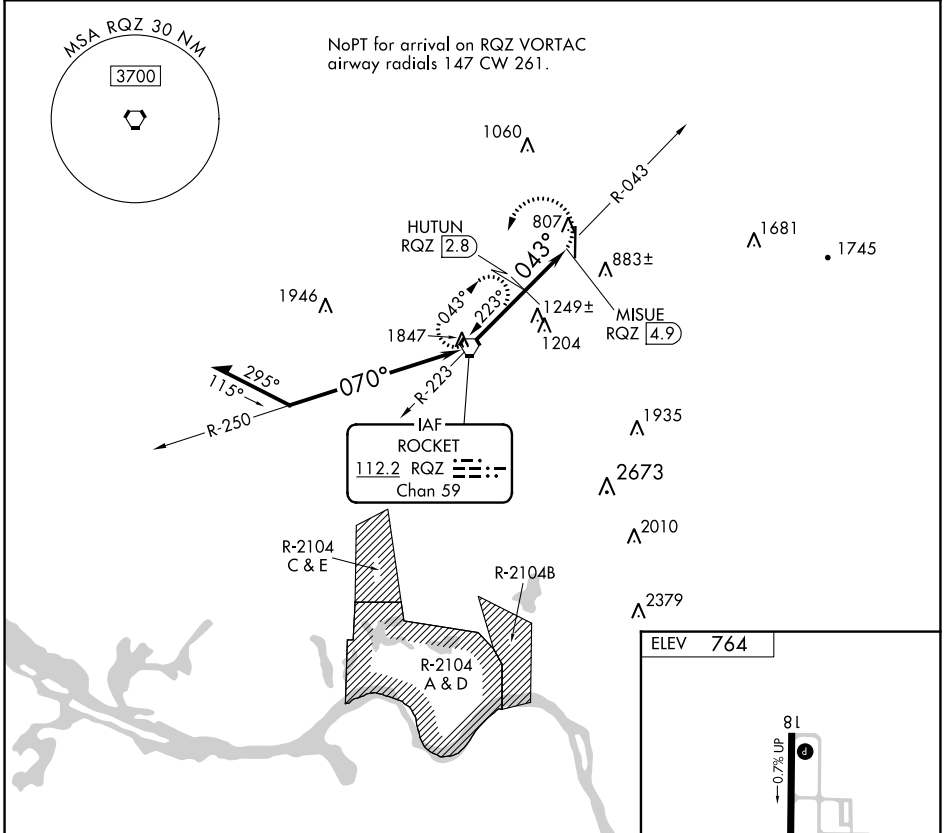 MSA RQZ 30 NM
3700
NoPT for arrival on RQZ VORTAC
airway radials 147 CW 261.
1060
R-043
HUTUN
RQZ 2.8
807
043°
1681
1745
883±
1946
043°
223°
1249±
MISUE
RQZ 4.9
1847
1204
295°
115°
070°
R-223
R-250
IAF
ROCKET
112.2 RQZ
Chan 59
1935
2673
2010
R-2104
C & E
R-2104B
2379
R-2104
A & D
ELEV 764
18
0.7% UP
P